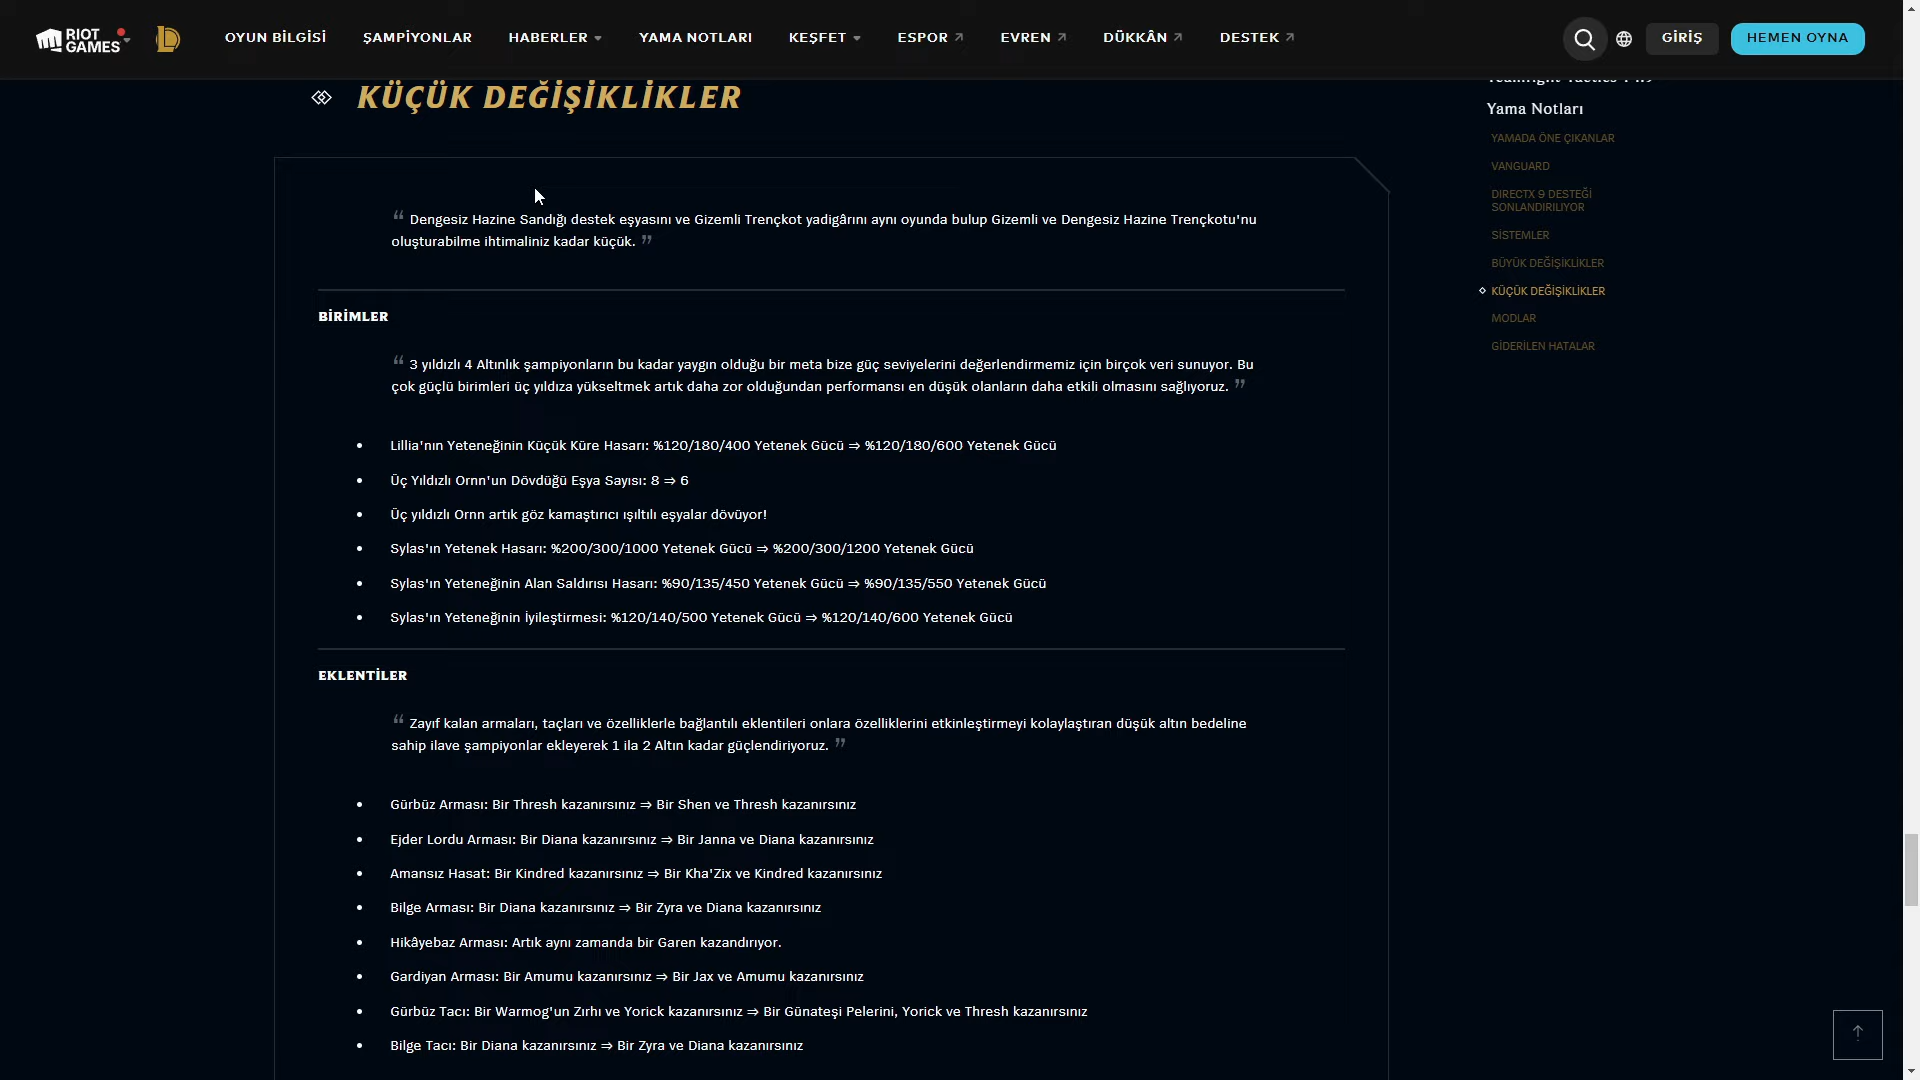 RIOT GAMES
OYUN BİLGİSİ
ŞAMPİYONLAR
HABERLER
YAMA NOTLARI
KEŞFET
ESPOR
EVREN
DÜKKÂN
DESTEK
GİRİŞ
HEMEN OYNA
KÜÇÜK DEĞİŞİKLİKLER
“ Dengesiz Hazine Sandığı destek eşyasını ve Gizemli Trençkot yadigârını aynı oyunda bulup Gizemli ve Dengesiz Hazine Trençkotu'nu
oluşturabilme ihtimaliniz kadar küçük. ”
BİRİMLER
“ 3 yıldızlı 4 Altınlık şampiyonların bu kadar yaygın olduğu bir meta bize güç seviyelerini değerlendirmemiz için birçok veri sunuyor. Bu
çok güçlü birimleri üç yıldıza yükseltmek artık daha zor olduğundan performansı en düşük olanların daha etkili olmasını sağlıyoruz. ”
• Lillia'nın Yeteneğinin Küçük Küre Hasarı: %120/180/400 Yetenek Gücü ⇒ %120/180/600 Yetenek Gücü
• Üç Yıldızlı Ornn'un Dövdüğü Eşya Sayısı: 8 ⇒ 6
• Üç yıldızlı Ornn artık göz kamaştırıcı ışıltılı eşyalar dövüyor!
• Sylas'ın Yetenek Hasarı: %200/300/1000 Yetenek Gücü ⇒ %200/300/1200 Yetenek Gücü
• Sylas'ın Yeteneğinin Alan Saldırısı Hasarı: %90/135/450 Yetenek Gücü ⇒ %90/135/550 Yetenek Gücü
• Sylas'ın Yeteneğinin İyileştirmesi: %120/140/500 Yetenek Gücü ⇒ %120/140/600 Yetenek Gücü
EKLENTİLER
“ Zayıf kalan armaları, taçları ve özelliklerle bağlantılı eklentileri onlara özelliklerini etkinleştirmeyi kolaylaştıran düşük altın bedeline
sahip ilave şampiyonlar ekleyerek 1 ila 2 Altın kadar güçlendiriyoruz. ”
• Gürbüz Arması: Bir Thresh kazanırsınız ⇒ Bir Shen ve Thresh kazanırsınız
• Ejder Lordu Arması: Bir Diana kazanırsınız ⇒ Bir Janna ve Diana kazanırsınız
• Amansız Hasat: Bir Kindred kazanırsınız ⇒ Bir Kha'Zix ve Kindred kazanırsınız
• Bilge Arması: Bir Diana kazanırsınız ⇒ Bir Zyra ve Diana kazanırsınız
• Hikâyebaz Arması: Artık aynı zamanda bir Garen kazandırıyor.
• Gardiyan Arması: Bir Amumu kazanırsınız ⇒ Bir Jax ve Amumu kazanırsınız
• Gürbüz Tacı: Bir Warmog'un Zırhı ve Yorick kazanırsınız ⇒ Bir Günateşi Pelerini, Yorick ve Thresh kazanırsınız
• Bilge Tacı: Bir Diana kazanırsınız ⇒ Bir Zyra ve Diana kazanırsınız
Yama Notları
YAMADA ÖNE ÇIKANLAR
VANGUARD
DIRECTX 9 DESTEĞİ
SONLANDIRILIYOR
SİSTEMLER
BÜYÜK DEĞİŞİKLİKLER
KÜÇÜK DEĞİŞİKLİKLER
MODLAR
GİDERİLEN HATALAR